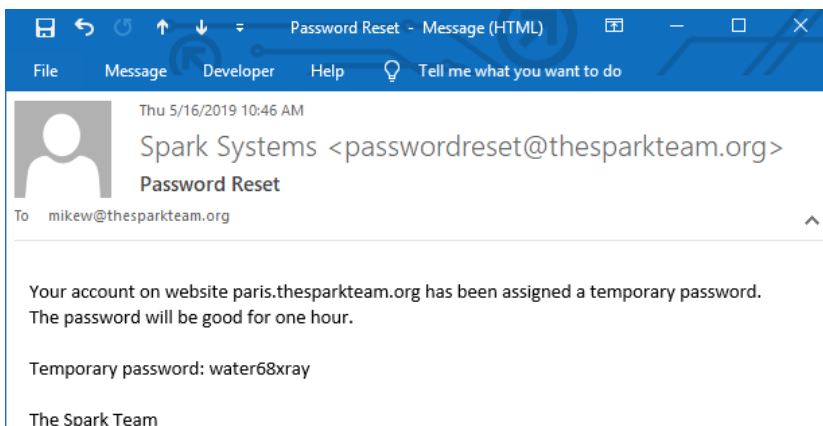 Password Reset - Message (HTML)
File Message Developer Help Tell me what you want to do
Thu 5/16/2019 10:46 AM
Spark Systems <passwordreset@thesparkteam.org>
Password Reset
To mikew@thesparkteam.org
Your account on website paris.thesparkteam.org has been assigned a temporary password.
The password will be good for one hour.
Temporary password: water68xray
The Spark Team